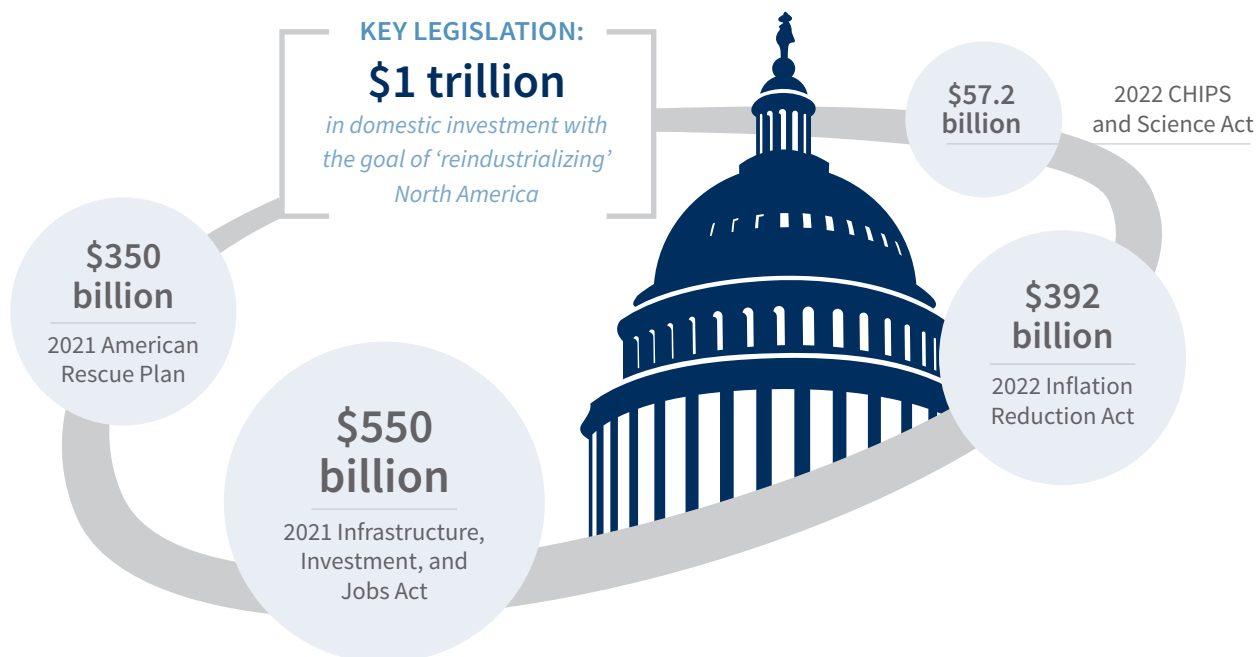 KEY LEGISLATION:
$1 trillion
in domestic investment with
the goal of ‘reindustrializing’
North America
$57.2
billion
2022 CHIPS
and Science Act
$350
billion
2021 American
Rescue Plan
$392
billion
2022 Inflation
Reduction Act
$550
billion
2021 Infrastructure,
Investment, and
Jobs Act